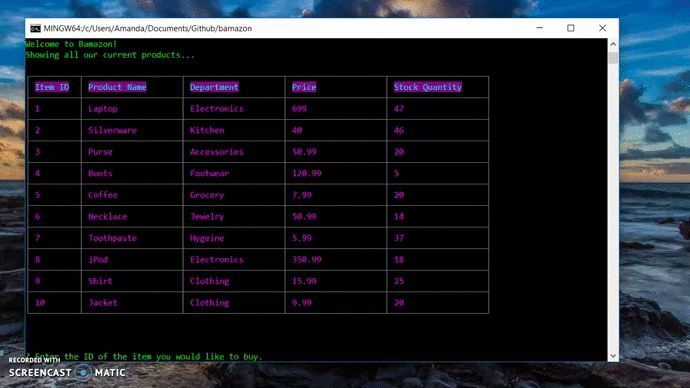 MINGW64:/c/Users/Amanda/Documents/Github/bamazon
Welcome to Bamazon!
Showing all our current products...
Item ID Product Name Department Price Stock Quantity
1 Laptop Electronics 699 47
2 Silverware Kitchen 40 46
3 Purse Accessories 50.99 20
4 Boots Footwear 120.99 5
5 Coffee Grocery 7.99 20
6 Necklace Jewelry 50.99 14
7 Toothpaste Hygeine 5.99 37
8 iPod Electronics 350.99 18
9 Shirt Clothing 15.99 25
10 Jacket Clothing 9.99 20
? Enter the ID of the item you would like to buy.
RECORDED WITH
SCREENCAST MATIC